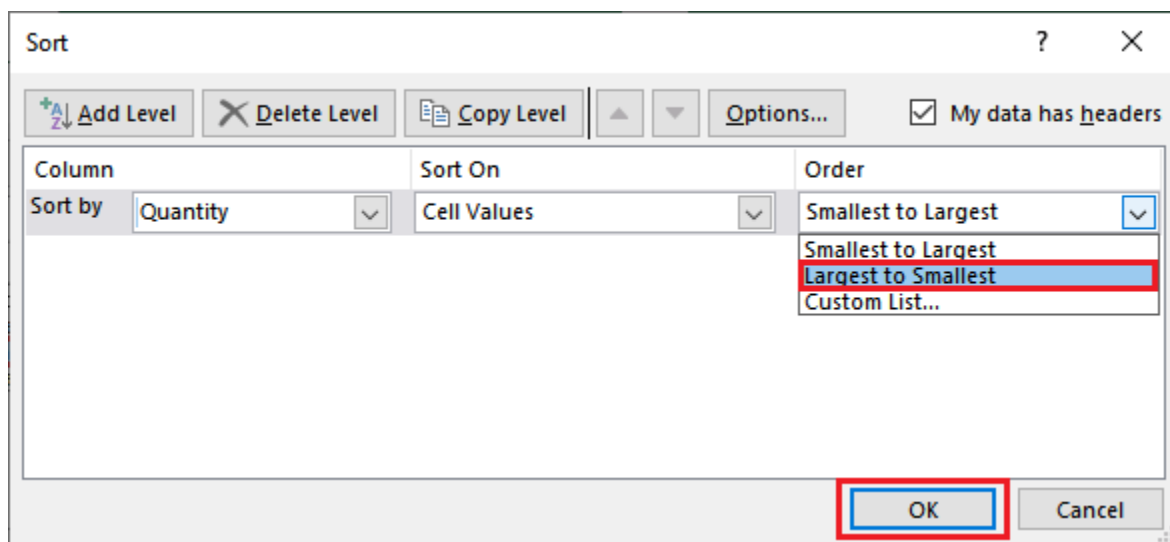 Sort ?
Add Level Delete Level Copy Level Options... My data has headers
Column Sort On Order
Sort by Quantity Cell Values Smallest to Largest
Smallest to Largest
Largest to Smallest
Custom List...
OK Cancel